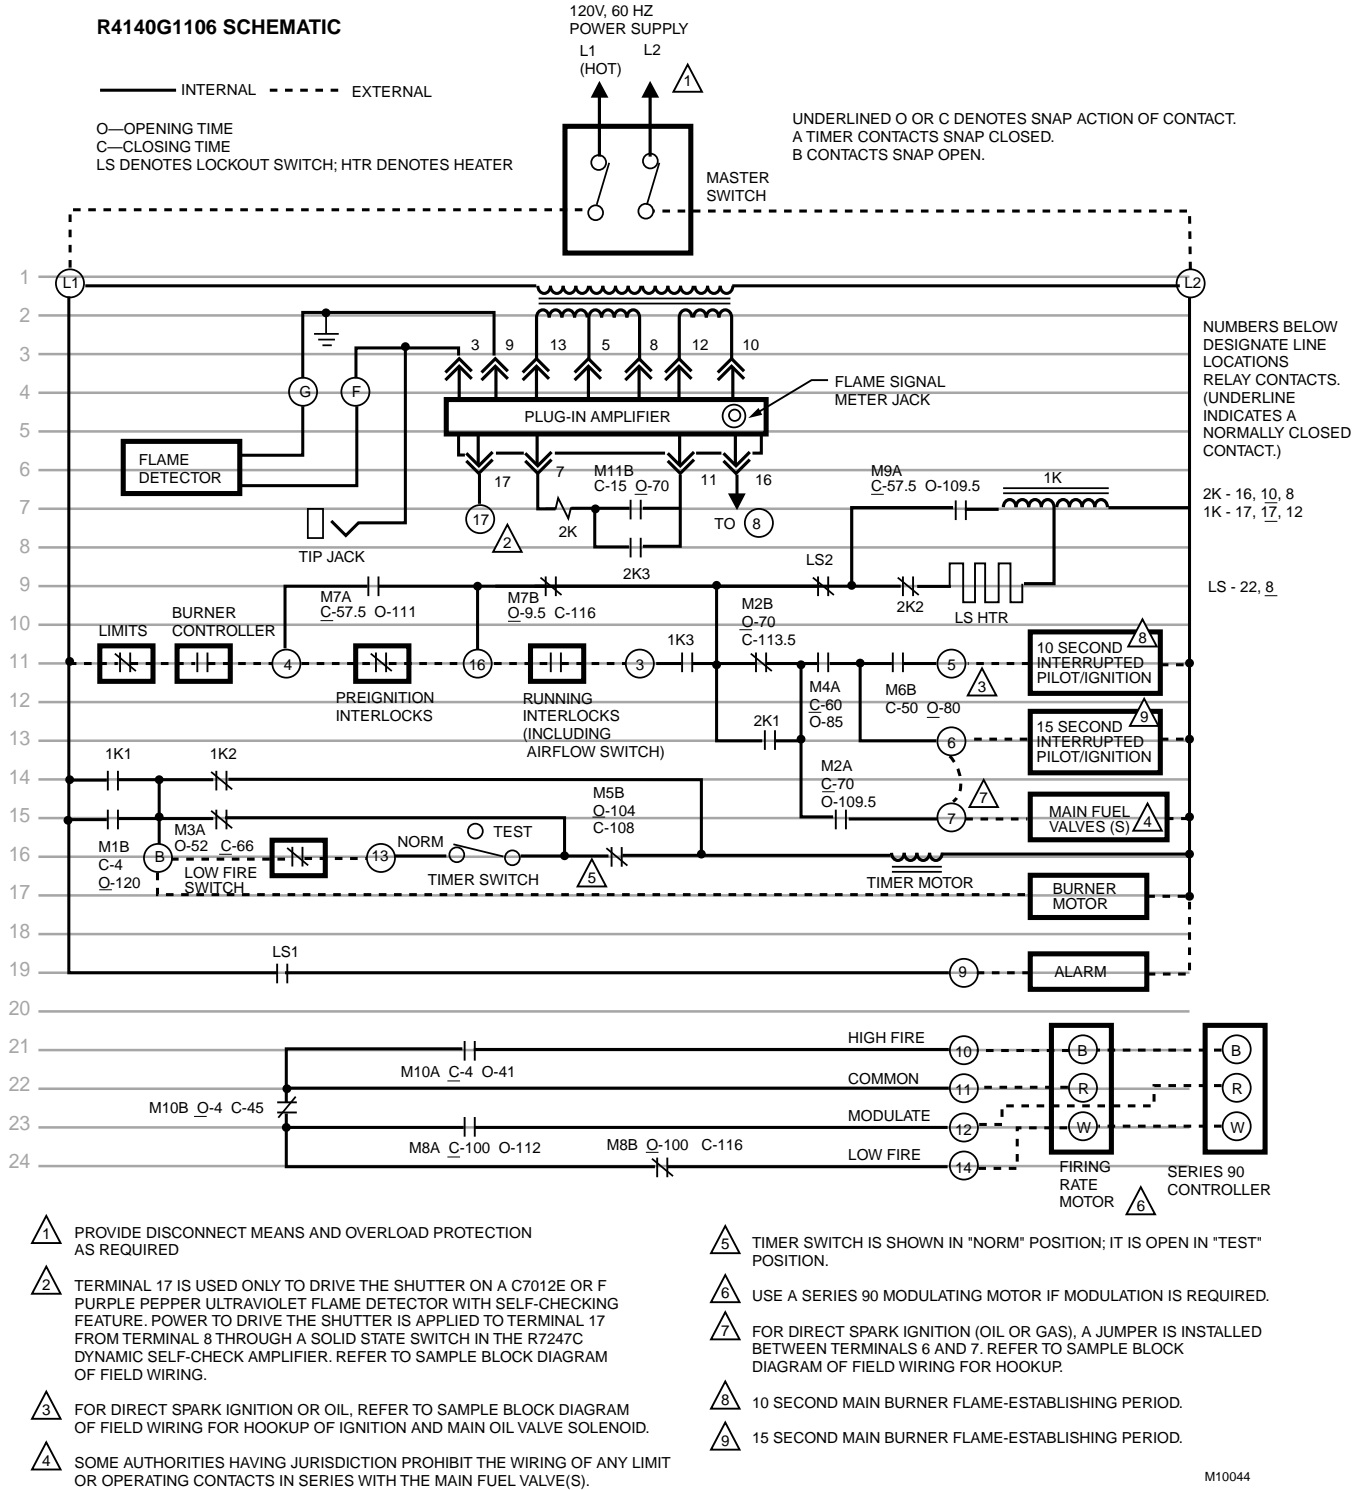 R4140G1106 SCHEMATIC
INTERNAL
EXTERNAL
O—OPENING TIME
C—CLOSING TIME
LS DENOTES LOCKOUT SWITCH; HTR DENOTES HEATER
120V, 60 HZ
POWER SUPPLY
L1
(HOT)
L2
1
UNDERLINED O OR C DENOTES SNAP ACTION OF CONTACT.
A TIMER CONTACTS SNAP CLOSED.
B CONTACTS SNAP OPEN.
MASTER
SWITCH
1
L1
L2
2
3
3
9
13
5
8
12
10
NUMBERS BELOW
DESIGNATE LINE
LOCATIONS
RELAY CONTACTS.
(UNDERLINE
INDICATES A
NORMALLY CLOSED
CONTACT.)
4
G
F
FLAME SIGNAL
METER JACK
PLUG-IN AMPLIFIER
5
FLAME
DETECTOR
6
17
7
M11B
C-15 O-70
11
16
M9A
C-57.5 O-109.5
1K
2K - 16, 10, 8
1K - 17, 17, 12
7
17
2
2K
TO 8
TIP JACK
8
2K3
LS2
9
M7A
C-57.5 O-111
M7B
O-9.5 C-116
M2B
O-70
C-113.5
2K2
LS HTR
LS - 22, 8
10
LIMITS
BURNER
CONTROLLER
11
4
16
3
1K3
5
3
10 SECOND
INTERRUPTED
PILOT/IGNITION
8
PREIGNITION
INTERLOCKS
RUNNING
INTERLOCKS
(INCLUDING
AIRFLOW SWITCH)
12
M4A
C-60
O-85
M6B
C-50 O-80
2K1
13
6
15 SECOND
INTERRUPTED
PILOT/IGNITION
9
1K1
1K2
14
M2A
C-70
O-109.5
7
M5B
O-104
C-108
15
7
MAIN FUEL
VALVES (S)
4
M1B
C-4
O-120
M3A
O-52 C-66
16
B
LOW FIRE
SWITCH
13
NORM
TEST
TIMER SWITCH
5
TIMER MOTOR
17
BURNER
MOTOR
18
LS1
19
9
ALARM
20
21
HIGH FIRE
10
B
B
M10A C-4 O-41
22
COMMON
11
R
R
M10B O-4 C-45
23
MODULATE
12
W
W
M8A C-100 O-112
M8B O-100 C-116
24
LOW FIRE
14
FIRING
RATE
MOTOR
6
SERIES 90
CONTROLLER
1 PROVIDE DISCONNECT MEANS AND OVERLOAD PROTECTION
AS REQUIRED
2 TERMINAL 17 IS USED ONLY TO DRIVE THE SHUTTER ON A C7012E OR F
PURPLE PEPPER ULTRAVIOLET FLAME DETECTOR WITH SELF-CHECKING
FEATURE. POWER TO DRIVE THE SHUTTER IS APPLIED TO TERMINAL 17
FROM TERMINAL 8 THROUGH A SOLID STATE SWITCH IN THE R7247C
DYNAMIC SELF-CHECK AMPLIFIER. REFER TO SAMPLE BLOCK DIAGRAM
OF FIELD WIRING.
3 FOR DIRECT SPARK IGNITION OR OIL, REFER TO SAMPLE BLOCK DIAGRAM
OF FIELD WIRING FOR HOOKUP OF IGNITION AND MAIN OIL VALVE SOLENOID.
4 SOME AUTHORITIES HAVING JURISDICTION PROHIBIT THE WIRING OF ANY LIMIT
OR OPERATING CONTACTS IN SERIES WITH THE MAIN FUEL VALVE(S).
5 TIMER SWITCH IS SHOWN IN "NORM" POSITION; IT IS OPEN IN "TEST"
POSITION.
6 USE A SERIES 90 MODULATING MOTOR IF MODULATION IS REQUIRED.
7 FOR DIRECT SPARK IGNITION (OIL OR GAS), A JUMPER IS INSTALLED
BETWEEN TERMINALS 6 AND 7. REFER TO SAMPLE BLOCK
DIAGRAM OF FIELD WIRING FOR HOOKUP.
8 10 SECOND MAIN BURNER FLAME-ESTABLISHING PERIOD.
9 15 SECOND MAIN BURNER FLAME-ESTABLISHING PERIOD.
M10044